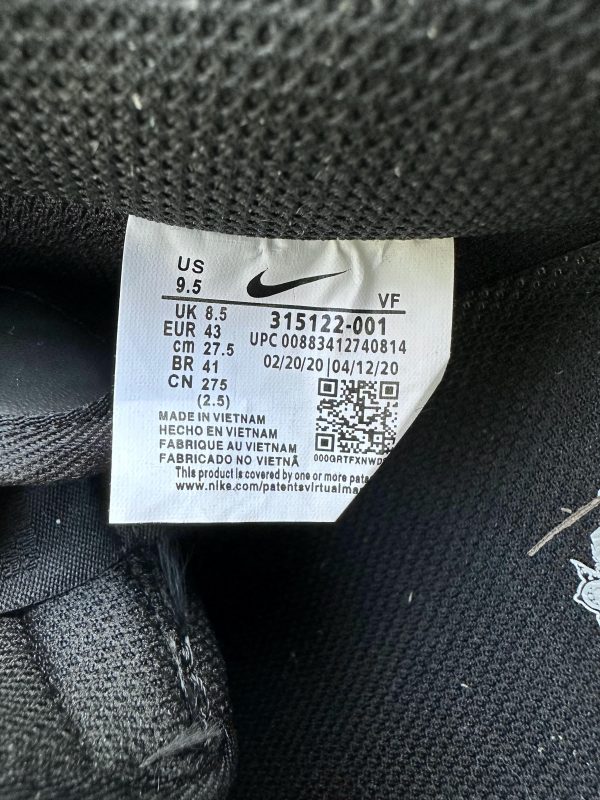 US
9.5
VF
UK 8.5
315122-001
EUR 43
UPC 00883412740814
cm 27.5
02/20/20 | 04/12/20
BR 41
CN 275
(2.5)
MADE IN VIETNAM
HECHO EN VIETNAM
FABRIQUE AU VIETNAM
FABRICADO NO VIETNÃ
000GRTFXNWD
This product is covered by one or more
www.nike.com/patentsvirtualma